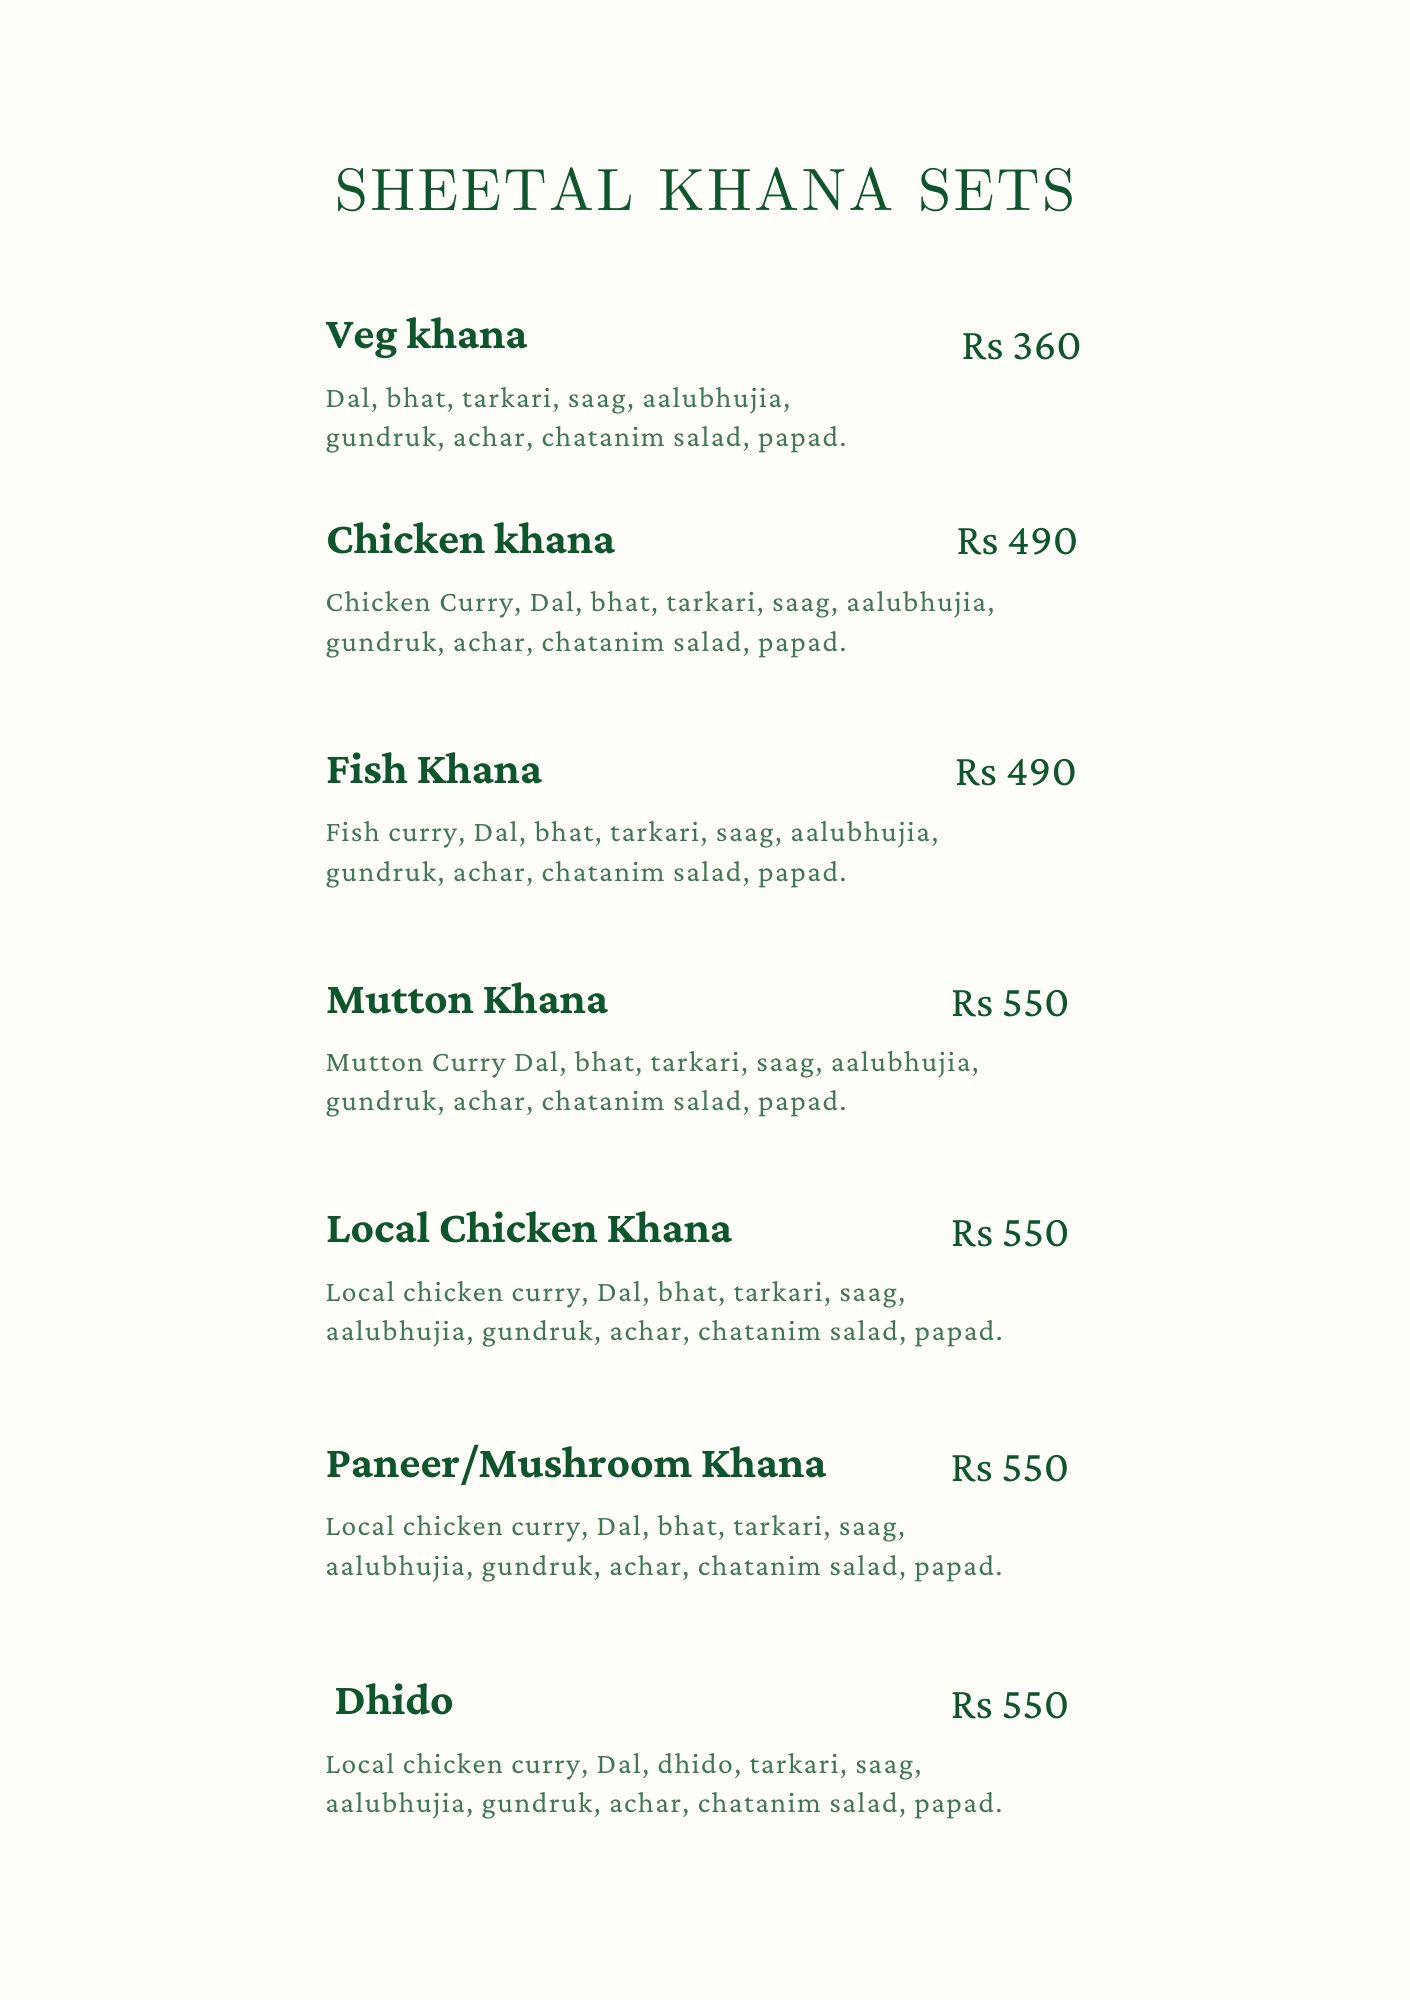 SHEETAL KHANA SETS
Veg khana
Rs 360
Dal, bhat, tarkari, saag, aalubhujia,
gundruk, achar, chatanim salad, papad.
Chicken khana
Rs 490
Chicken Curry, Dal, bhat, tarkari, saag, aalubhujia,
gundruk, achar, chatanim salad, papad.
Fish Khana
Rs 490
Fish curry, Dal, bhat, tarkari, saag, aalubhujia,
gundruk, achar, chatanim salad, papad.
Mutton Khana
Rs 550
Mutton Curry Dal, bhat, tarkari, saag, aalubhujia,
gundruk, achar, chatanim salad, papad.
Local Chicken Khana
Rs 550
Local chicken curry, Dal, bhat, tarkari, saag,
aalubhujia, gundruk, achar, chatanim salad, papad.
Paneer/Mushroom Khana
Rs 550
Local chicken curry, Dal, bhat, tarkari, saag,
aalubhujia, gundruk, achar, chatanim salad, papad.
Dhido
Rs 550
Local chicken curry, Dal, dhido, tarkari, saag,
aalubhujia, gundruk, achar, chatanim salad, papad.